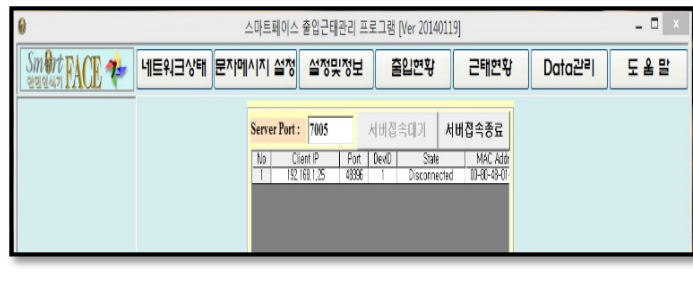 스마트페이스 출입근태관리 프로그램 [Ver 20140119]
Smart FACE
안면인식기
네트워크상태 문자메시지 설정 설정및정보 출입현황 근태현황 Data관리 도 움 말
Server Port : 7005 서버접속대기 서버접속종료
No Client IP Port DevID State MAC Addr
1 192,168,1,25 48396 1 Disconnected 00-80-48-01-